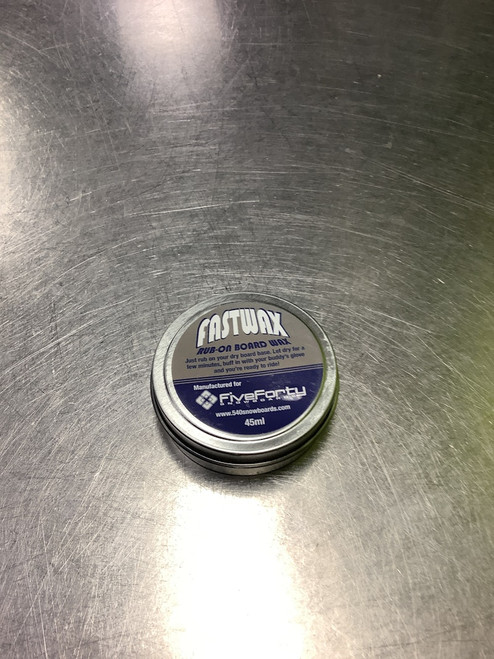 FASTWAX
RUB-ON BOARD WAX
Just rub on your dry board base. Let dry for a
few minutes, buff in with your buddy's glove
and you're ready to ride!
Manufactured for
FiveForty
SNOWBOARDS
www.540snowboards.com
45ml